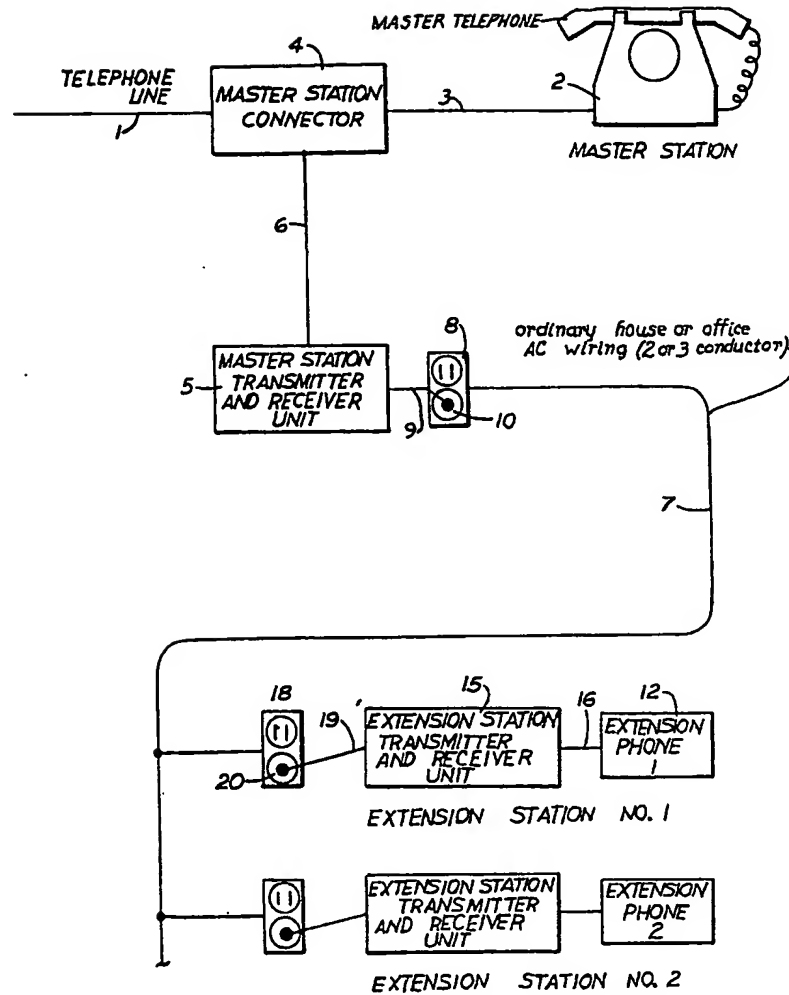 MASTER TELEPHONE
4
TELEPHONE
LINE
MASTER STATION
CONNECTOR
3
2
1
MASTER STATION
6
8
ordinary house or office
AC wiring (2 or 3 conductor)
5
MASTER STATION
TRANSMITTER
AND RECEIVER
UNIT
9
10
7
18
19
15
16
12
EXTENSION STATION
TRANSMITTER
AND RECEIVER
UNIT
EXTENSION
PHONE
1
20
EXTENSION STATION NO. 1
EXTENSION STATION
TRANSMITTER
AND RECEIVER
UNIT
EXTENSION
PHONE
2
EXTENSION STATION NO. 2